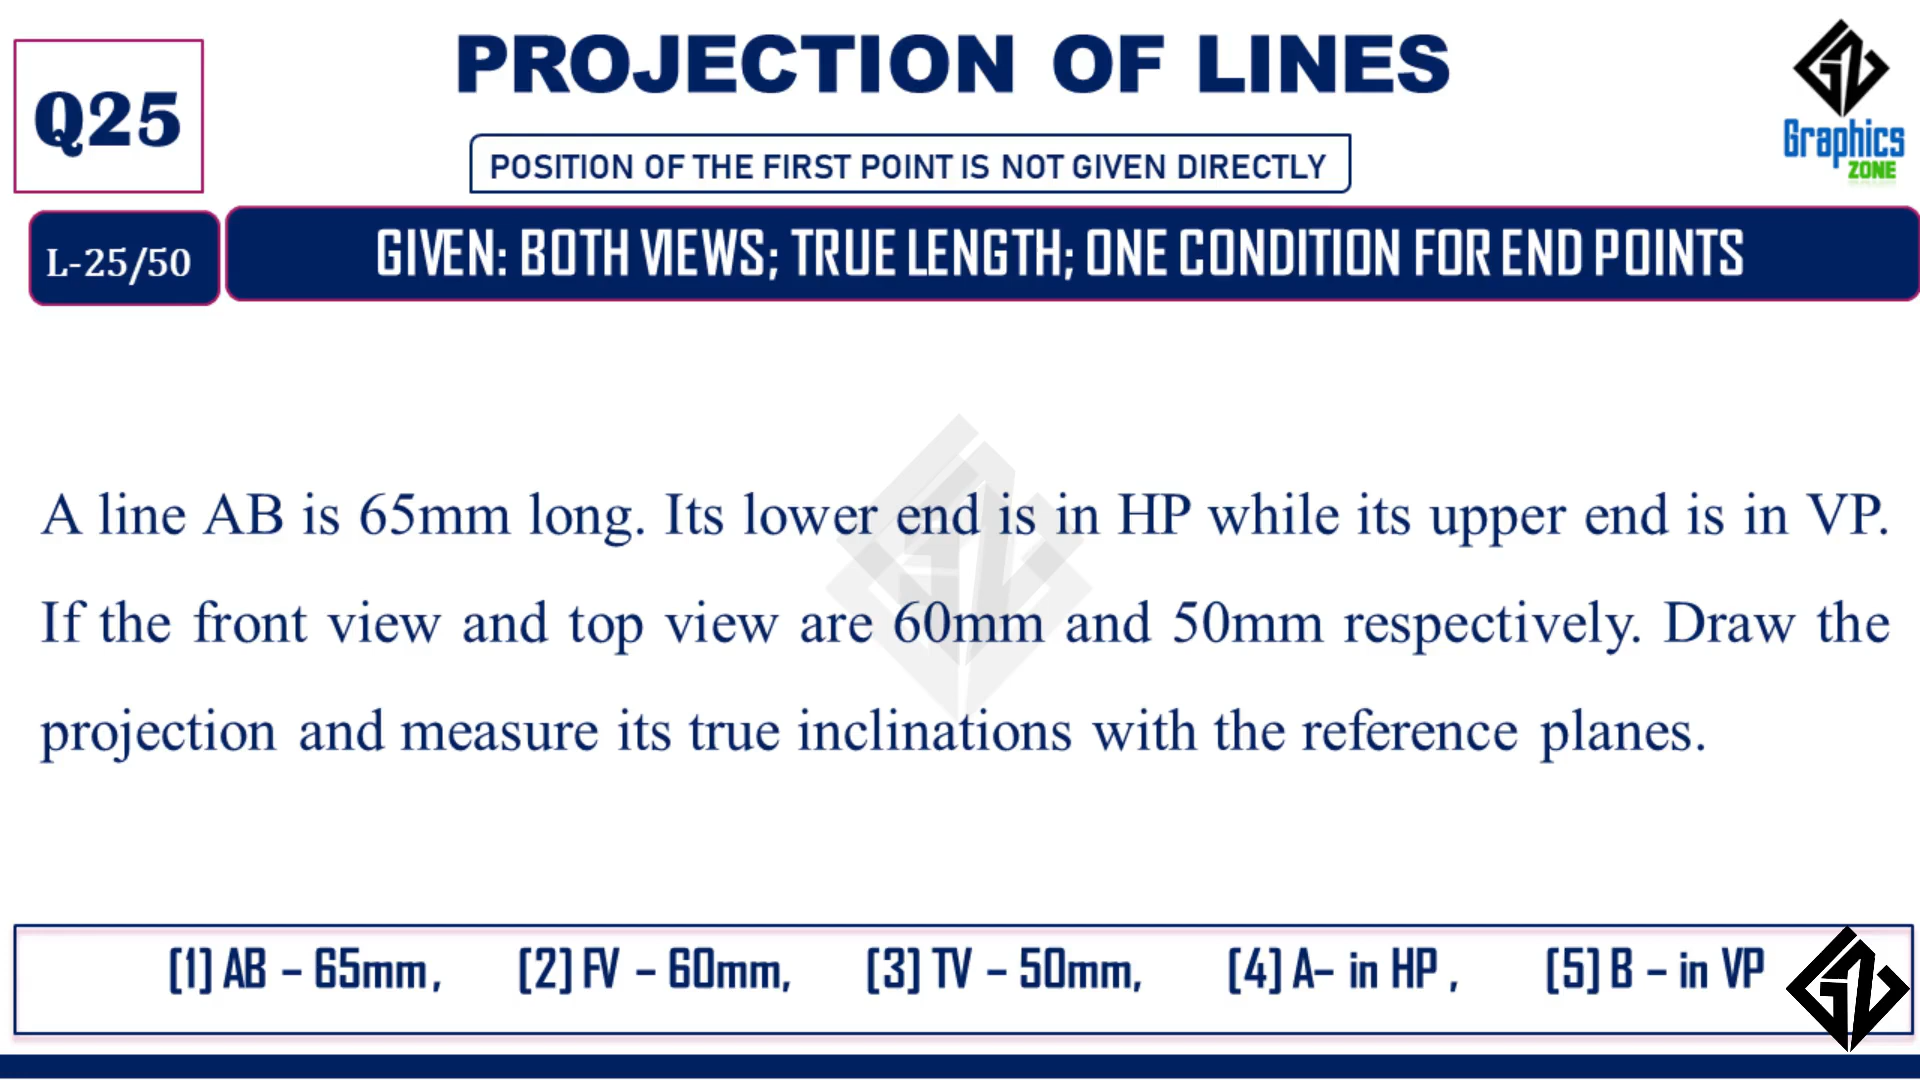 Q25
PROJECTION OF LINES
POSITION OF THE FIRST POINT IS NOT GIVEN DIRECTLY
Graphics
ZONE
L-25/50
GIVEN: BOTH VIEWS; TRUE LENGTH; ONE CONDITION FOR END POINTS
A line AB is 65mm long. Its lower end is in HP while its upper end is in VP.
If the front view and top view are 60mm and 50mm respectively. Draw the
projection and measure its true inclinations with the reference planes.
(1) AB – 65mm, (2) FV – 60mm, (3) TV – 50mm, (4) A– in HP , (5) B – in VP